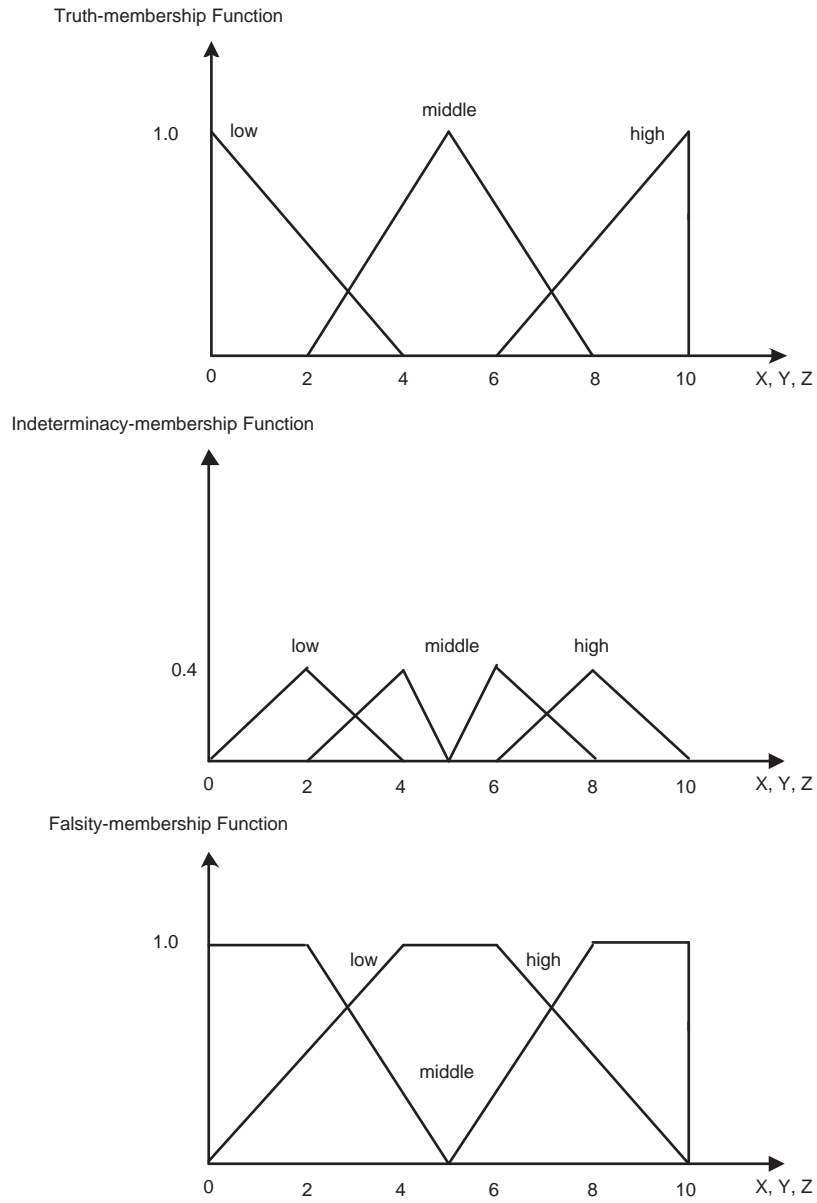 Truth-membership Function
middle
1.0 low high
0 2 4 6 8 10 X, Y, Z
Indeterminacy-membership Function
low middle high
0.4
0 2 4 6 8 10 X, Y, Z
Falsity-membership Function
1.0
low high
middle
0 2 4 6 8 10 X, Y, Z